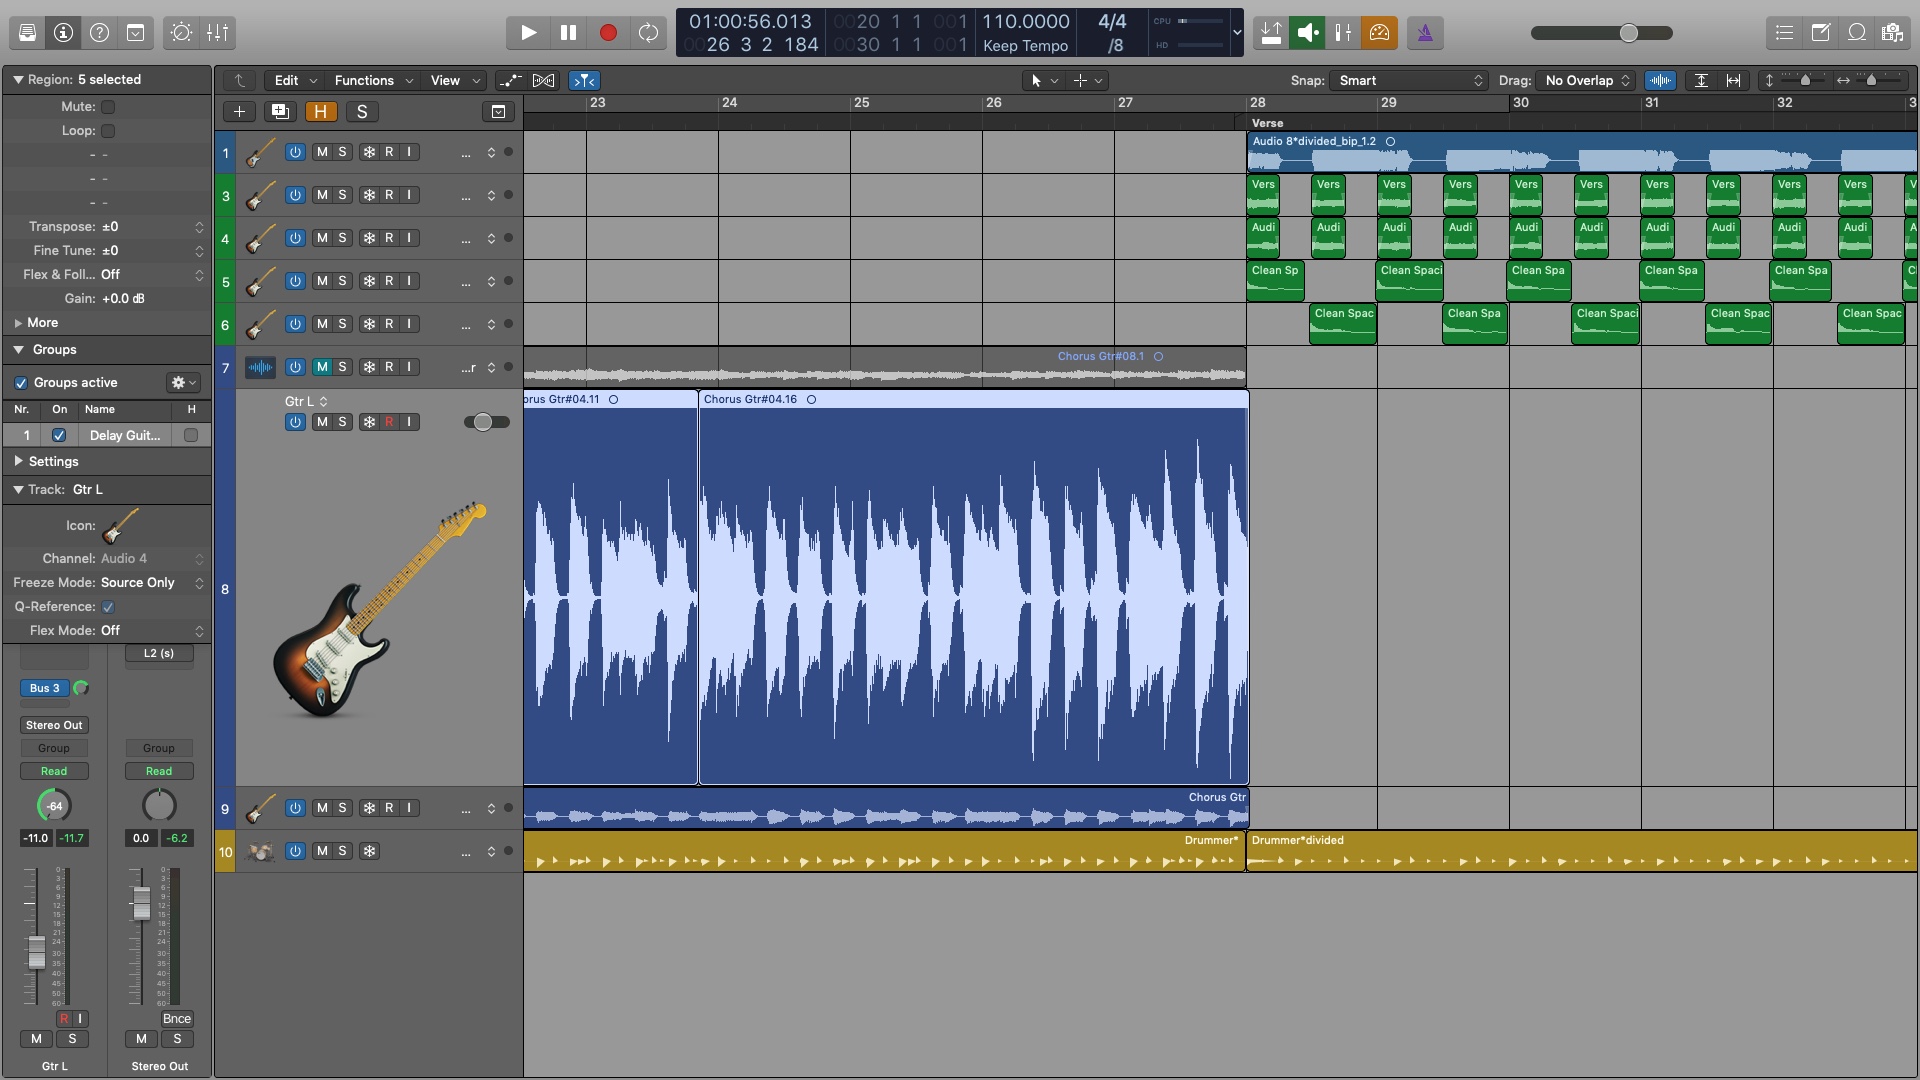 01:00:56.013
0026 3 2 184
0020 1 1 001
0030 1 1 001
110.0000
Keep Tempo
4/4
/8
CPU
HD
Region: 5 selected
Mute:
Loop:
- -
- -
- -
Transpose: ±0
Fine Tune: ±0
Flex & Foll... Off
Gain: +0.0 dB
More
Groups
Groups active
Nr. On Name H
1 Delay Guit...
Settings
Track: Gtr L
Icon:
Channel: Audio 4
Freeze Mode: Source Only
Q-Reference:
Flex Mode: Off
L2 (s)
Bus 3
Stereo Out
Group Group
Read Read
-64
-11.0 -11.7 0.0 -6.2
R I Bnce
M S M S
Gtr L Stereo Out
Edit Functions View
Snap: Smart Drag: No Overlap
H S
23 24 25 26 27 28 29 30 31 32 3
Verse
1 M S R I ...
Audio 8*divided_bip_1.2
3 M S R I ...
Vers Vers Vers Vers Vers Vers Vers Vers Vers Vers V
4 M S R I ...
Audi Audi Audi Audi Audi Audi Audi Audi Audi Audi A
5 M S R I ...
Clean Sp Clean Spaci Clean Spa Clean Spa Clean Spa Cl
6 M S R I ...
Clean Spac Clean Spa Clean Spaci Clean Spac Clean Spac
7 M S R I ...r
Chorus Gtr#08.1
Gtr L
M S R I
8
orus Gtr#04.11 Chorus Gtr#04.16
9 M S R I ...
Chorus Gtr
10 M S ...
Drummer* Drummer*divided